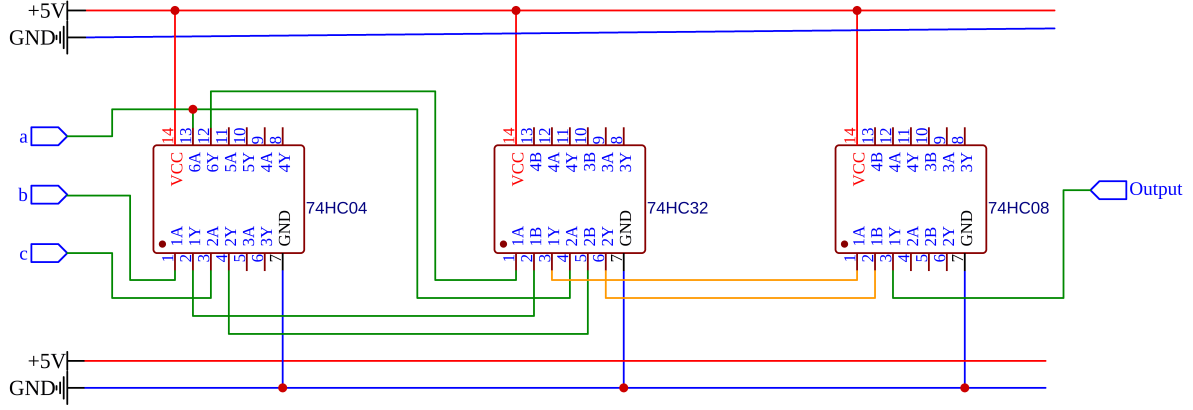 +5V
GND
a
b
c
14 13 12 11 10 9 8
VCC 6A 6Y 5A 5Y 4A 4Y
74HC04
1A 1Y 2A 2Y 3A 3Y GND
1 2 3 4 5 6 7
14 13 12 11 10 9 8
VCC 4B 4A 4Y 3B 3A 3Y
74HC32
1A 1B 1Y 2A 2B 2Y GND
1 2 3 4 5 6 7
14 13 12 11 10 9 8
VCC 4B 4A 4Y 3B 3A 3Y
74HC08
1A 1B 1Y 2A 2B 2Y GND
1 2 3 4 5 6 7
Output
+5V
GND